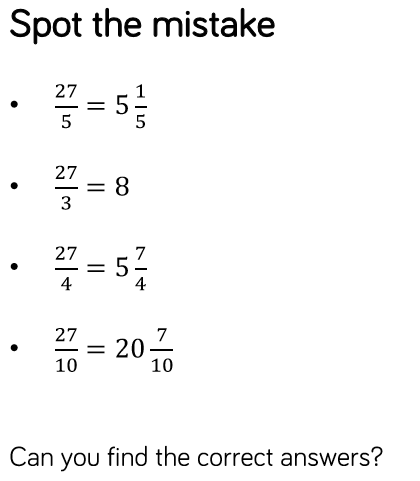 Spot the mistake
• 27/5 = 5 1/5
• 27/3 = 8
• 27/4 = 5 7/4
• 27/10 = 20 7/10
Can you find the correct answers?